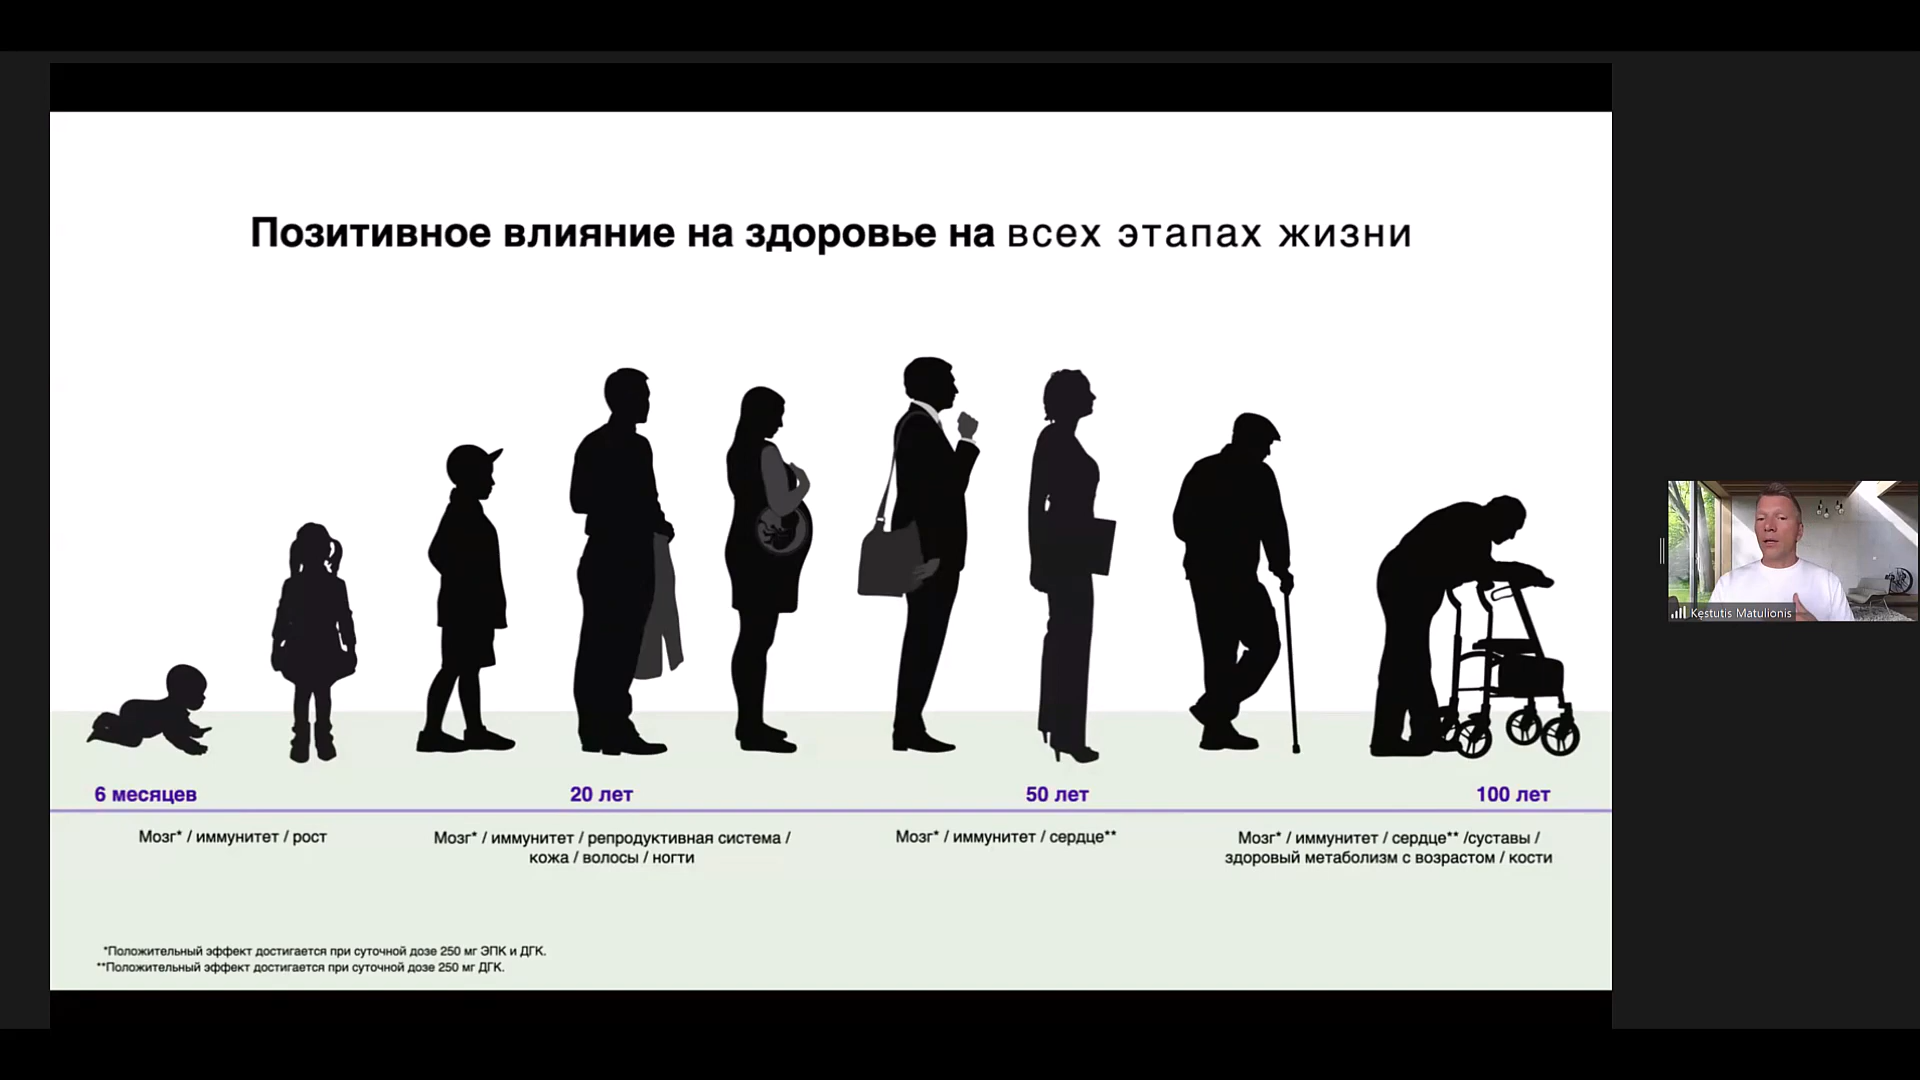 Позитивное влияние на здоровье на всех этапах жизни
6 месяцев
20 лет
50 лет
100 лет
Мозг* / иммунитет / рост
Мозг* / иммунитет / репродуктивная система /
кожа / волосы / ногти
Мозг* / иммунитет / сердце**
Мозг* / иммунитет / сердце** /суставы /
здоровый метаболизм с возрастом / кости
*Положительный эффект достигается при суточной дозе 250 мг ЭПК и ДГК.
**Положительный эффект достигается при суточной дозе 250 мг ДГК.
Kęstutis Matulionis